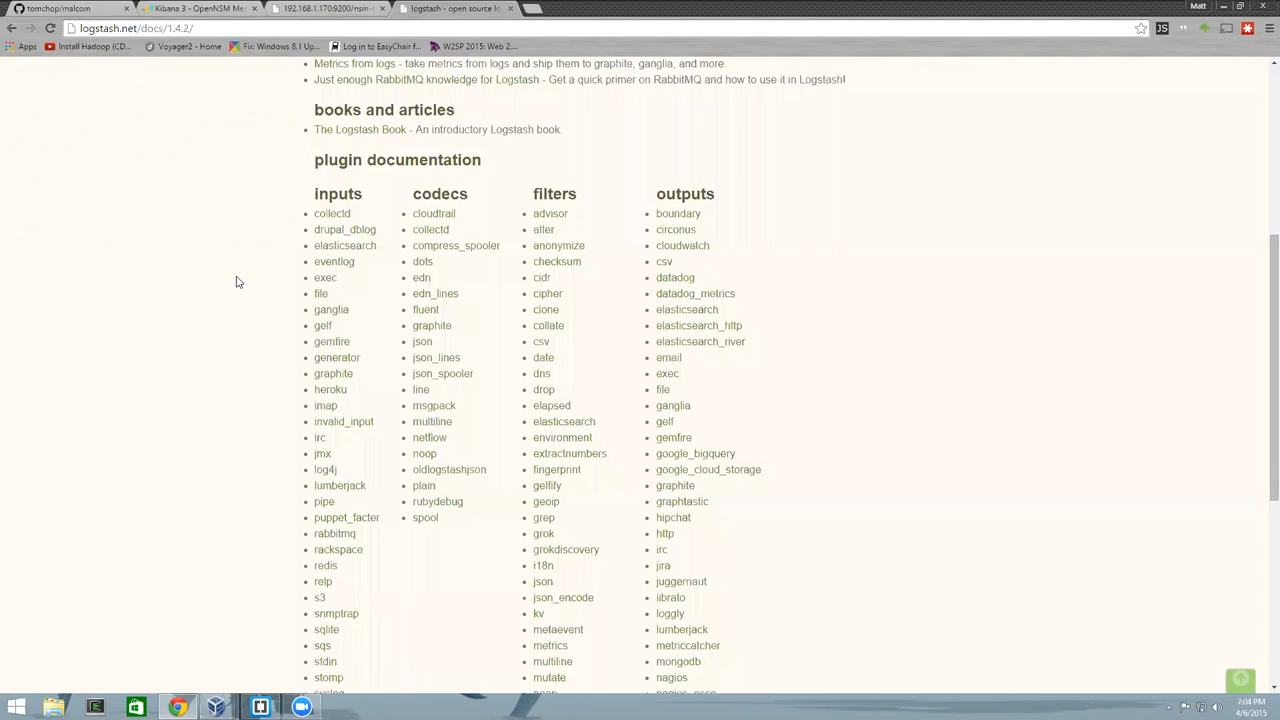 tomchop/malcom
Kibana 3 - OpenNSM Me
192.168.1.170:9200/nsm-
logstash - open source lo
Matt
logstash.net/docs/1.4.2/
Apps
Install Hadoop (CD...
Voyager2 - Home
Fix: Windows 8.1 Up...
Log in to EasyChair f...
W2SP 2015: Web 2....
Metrics from logs - take metrics from logs and ship them to graphite, ganglia, and more.
Just enough RabbitMQ knowledge for Logstash - Get a quick primer on RabbitMQ and how to use it in Logstash!
books and articles
The Logstash Book - An introductory Logstash book.
plugin documentation
inputs
collectd
drupal_dblog
elasticsearch
eventlog
exec
file
ganglia
gelf
gemfire
generator
graphite
heroku
imap
invalid_input
irc
jmx
log4j
lumberjack
pipe
puppet_facter
rabbitmq
rackspace
redis
relp
s3
snmptrap
sqlite
sqs
stdin
stomp
syslog
codecs
cloudtrail
collectd
compress_spooler
dots
edn
edn_lines
fluent
graphite
json
json_lines
json_spooler
line
msgpack
multiline
netflow
noop
oldlogstashjson
plain
rubydebug
spool
filters
advisor
alter
anonymize
checksum
cidr
cipher
clone
collate
csv
date
dns
drop
elapsed
elasticsearch
environment
extractnumbers
fingerprint
gelfify
geoip
grep
grok
grokdiscovery
i18n
json
json_encode
kv
metaevent
metrics
multiline
mutate
noop
outputs
boundary
circonus
cloudwatch
csv
datadog
datadog_metrics
elasticsearch
elasticsearch_http
elasticsearch_river
email
exec
file
ganglia
gelf
gemfire
google_bigquery
google_cloud_storage
graphite
graphtastic
hipchat
http
irc
jira
juggernaut
librato
loggly
lumberjack
metriccatcher
mongodb
nagios
nagios_nsca
7:04 PM
4/6/2015